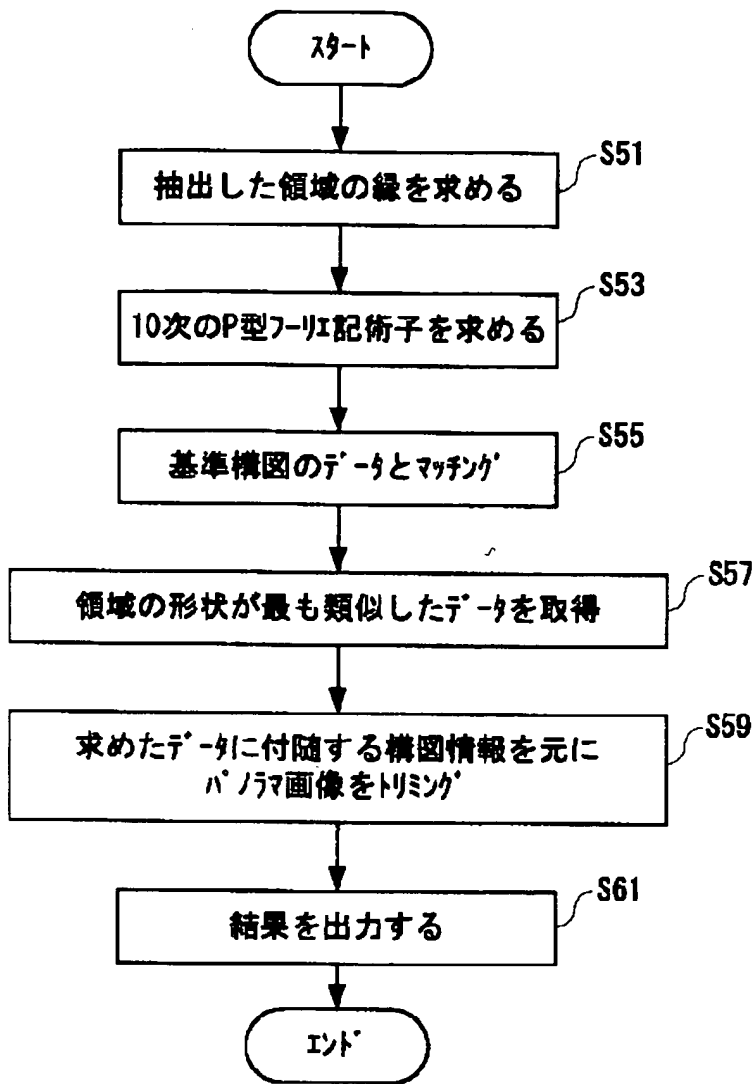 スタート
S51
抽出した領域の縁を求める
S53
10次のP型フーリエ記術子を求める
S55
基準構図のデータとマッチング
S57
領域の形状が最も類似したデータを取得
S59
求めたデータに付随する構図情報を元に
パノラマ画像をトリミング
S61
結果を出力する
エンド